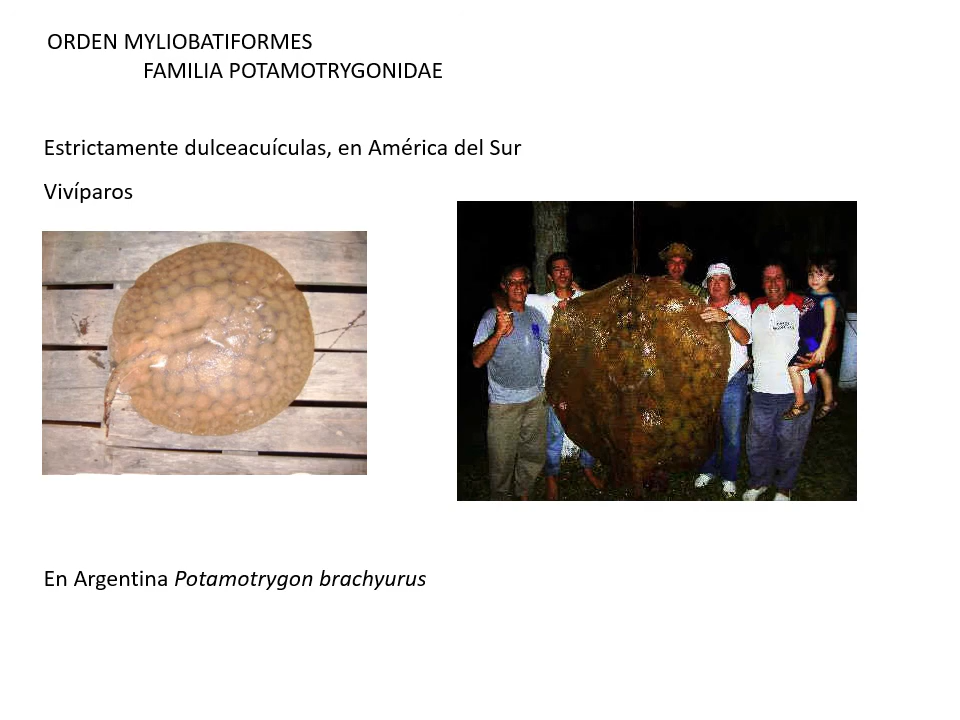 ORDEN MYLIOBATIFORMES
FAMILIA POTAMOTRYGONIDAE
Estrictamente dulceacuículas, en América del Sur
Vivíparos
En Argentina Potamotrygon brachyurus